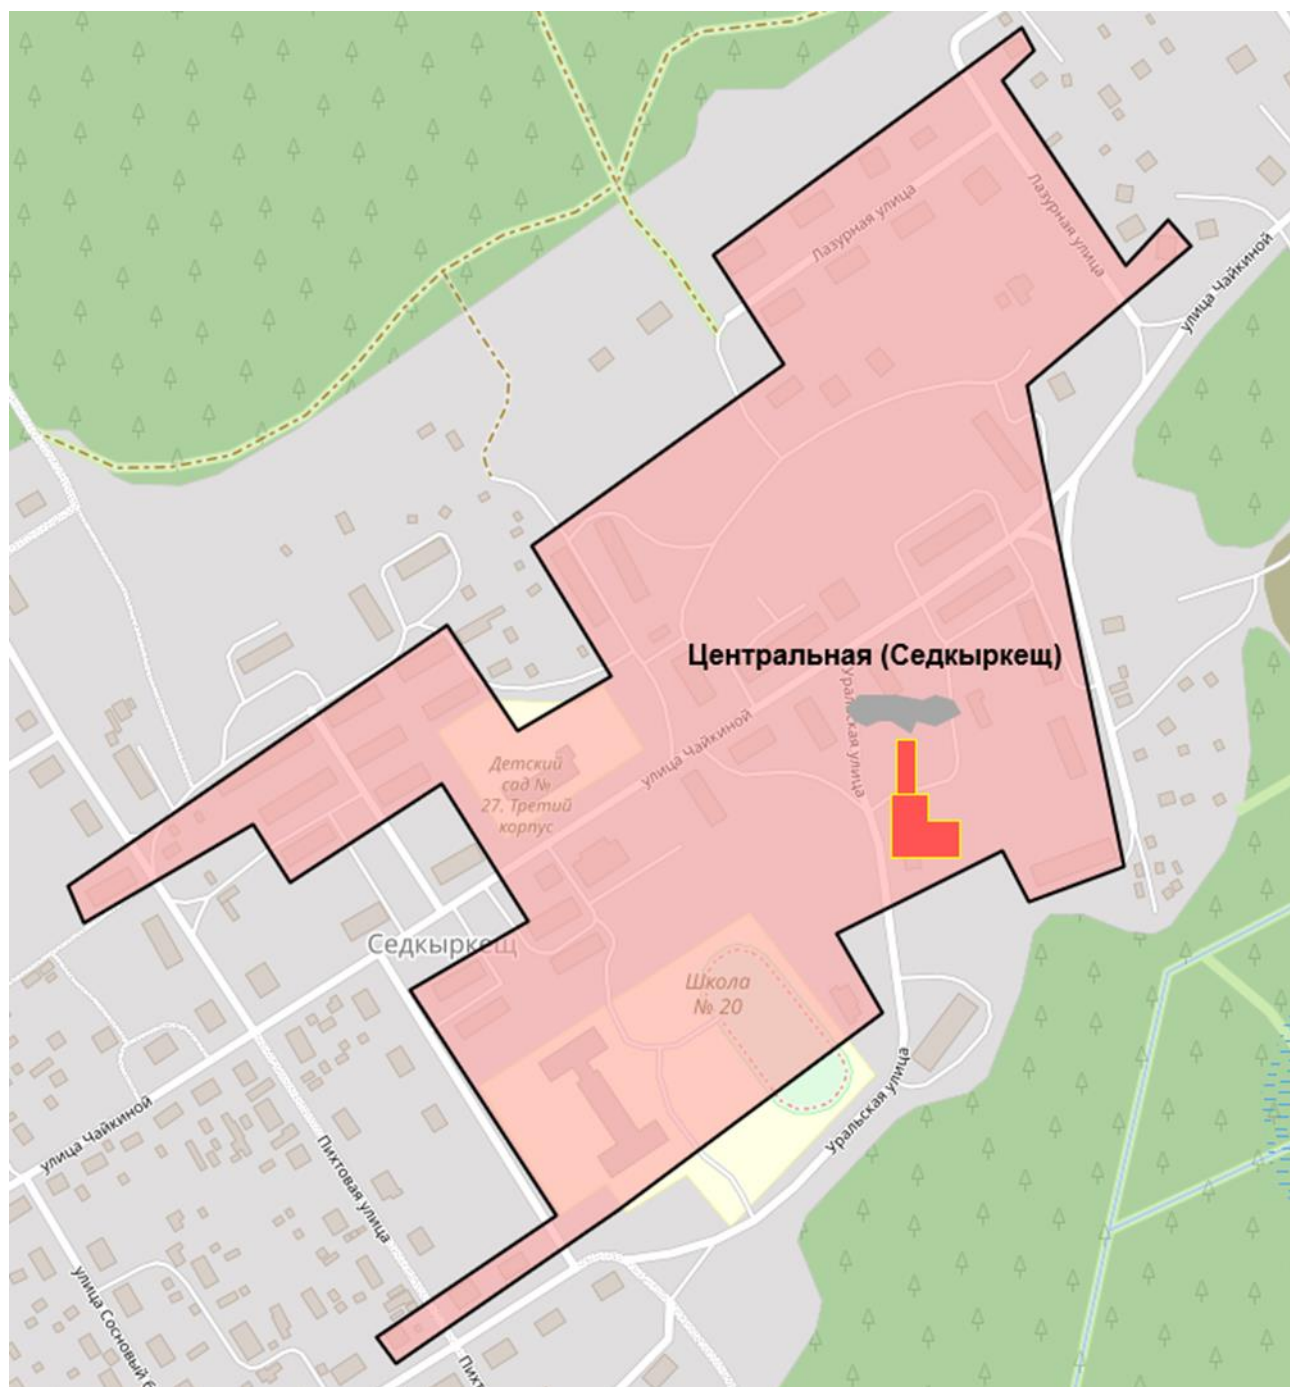 Лазурная улица
Лазурная улица
улица Чайкиной
Центральная (Седкыркещ)
Уральская улица
улица Чайкиной
Детский
сад №
27. Третий
корпус
Седкыркещ
Школа
№ 20
Уральская улица
улица Чайкиной
Пихтовая улица
улица Сосновый б
Пихт